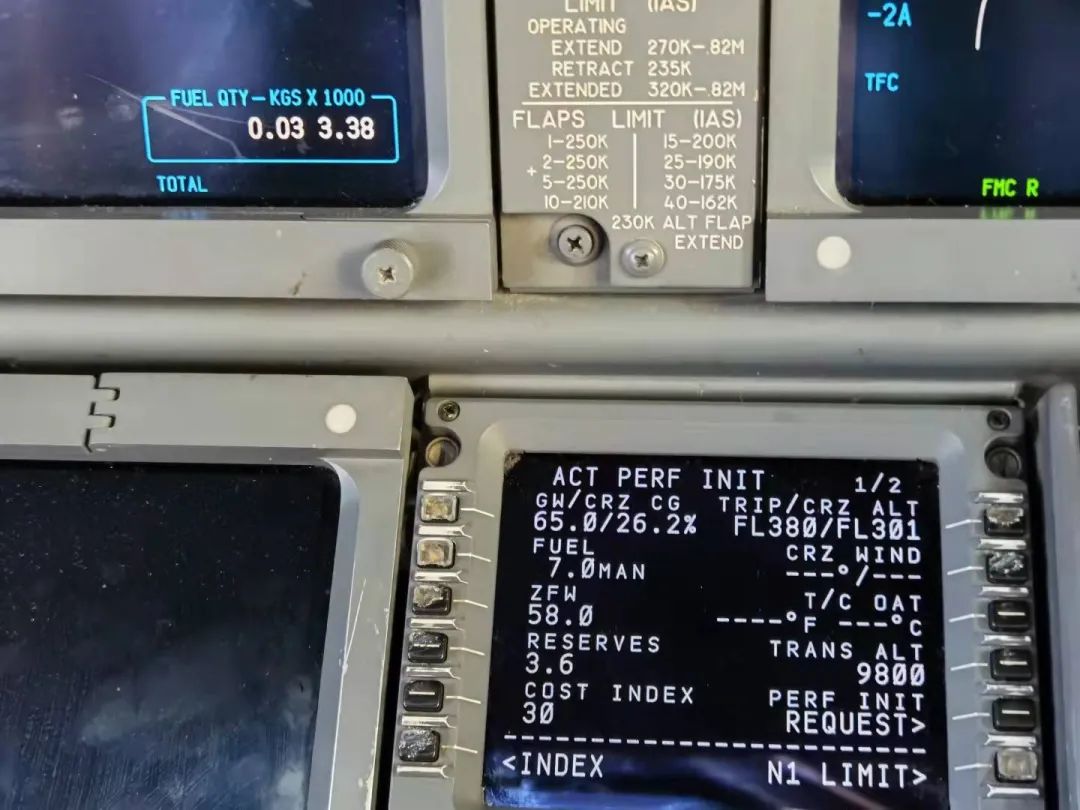 FUEL QTY-KGS X 1000
0.03 3.38
TOTAL
LIMIT (IAS)
OPERATING
EXTEND 270K-.82M
RETRACT 235K
EXTENDED 320K-.82M
FLAPS LIMIT (IAS)
1-250K 15-200K
+ 2-250K 25-190K
5-250K 30-175K
10-210K 40-162K
230K ALT FLAP
EXTEND
-2A
TFC
FMC R
ACT PERF INIT 1/2
GW/CRZ CG TRIP/CRZ ALT
65.0/26.2% FL380/FL301
FUEL CRZ WIND
7.0MAN ---°/---
ZFW T/C OAT
58.0 ----°F ---°C
RESERVES TRANS ALT
3.6 9800
COST INDEX PERF INIT
30 REQUEST>
<INDEX N1 LIMIT>